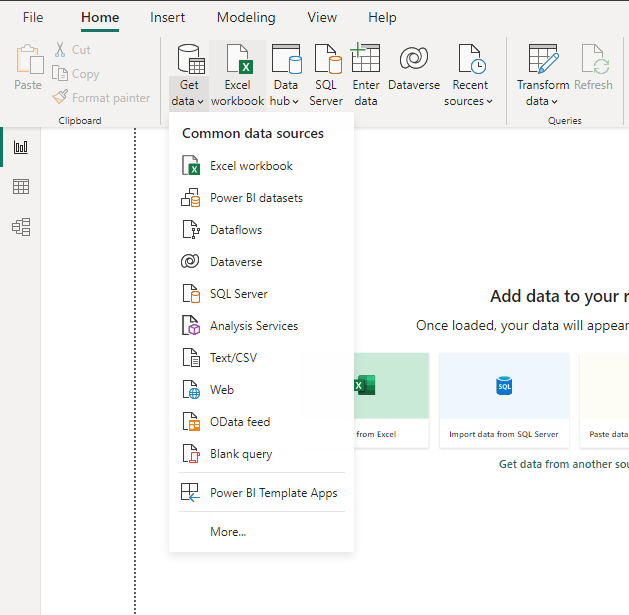 File Home Insert Modeling View Help
Paste
Cut
Copy
Format painter
Clipboard
Get data
Excel workbook
Data hub
SQL Server
Enter data
Dataverse
Recent sources
Transform data
Refresh
Queries
Common data sources
Excel workbook
Power BI datasets
Dataflows
Dataverse
SQL Server
Analysis Services
Text/CSV
Web
OData feed
Blank query
Power BI Template Apps
More...
Add data to your r
Once loaded, your data will appear
SQL
from Excel
Import data from SQL Server
Paste data
Get data from another sou